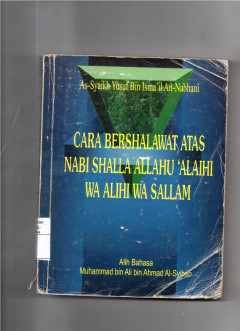 As-Syaikh Yusuf Bin Isma'il An-Nabhani
CARA BERSHALAWAT ATAS
NABI SHALLA ALLAHU 'ALAIHI
WA ALIHI WA SALLAM
Alih Bahasa
Muhammad bin Ali bin Ahmad Al-Syihab